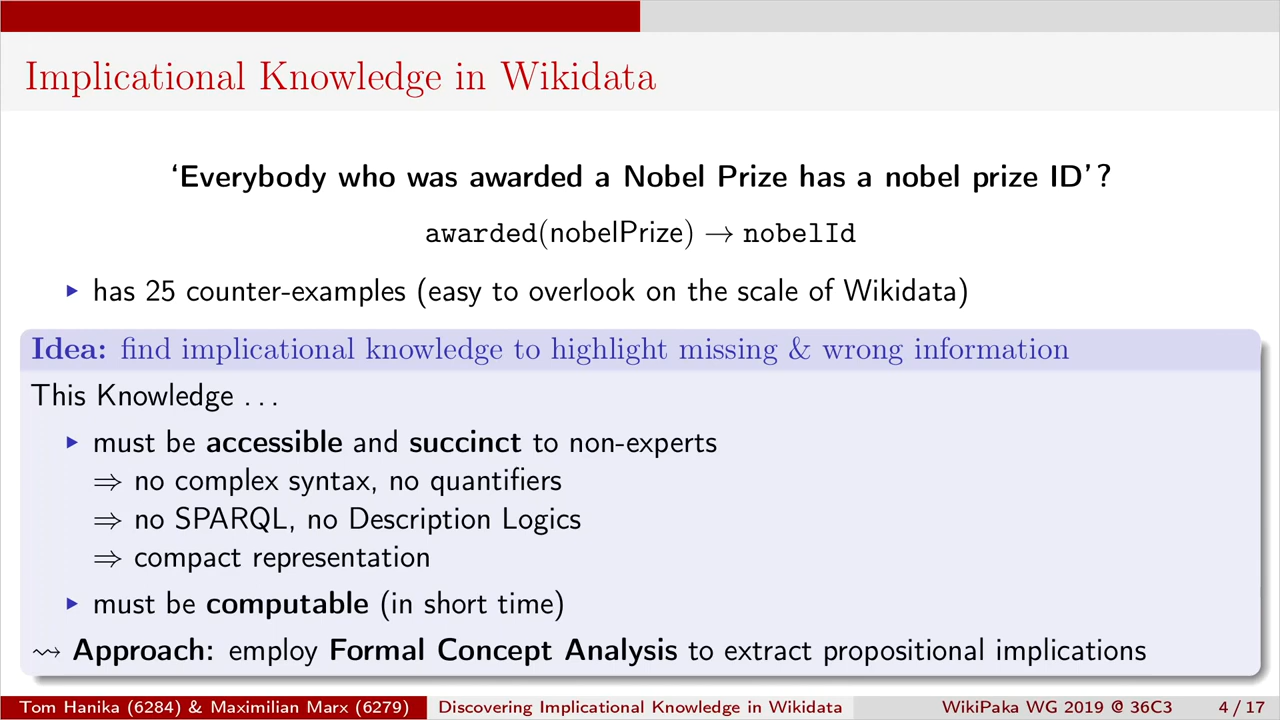 Implicational Knowledge in Wikidata
‘Everybody who was awarded a Nobel Prize has a nobel prize ID’?
awarded(nobelPrize) → nobelId
▸ has 25 counter-examples (easy to overlook on the scale of Wikidata)
Idea: find implicational knowledge to highlight missing & wrong information
This Knowledge . . .
▸ must be accessible and succinct to non-experts
⇒ no complex syntax, no quantifiers
⇒ no SPARQL, no Description Logics
⇒ compact representation
▸ must be computable (in short time)
⇝ Approach: employ Formal Concept Analysis to extract propositional implications
Tom Hanika (6284) & Maximilian Marx (6279) Discovering Implicational Knowledge in Wikidata WikiPaka WG 2019 @ 36C3 4 / 17